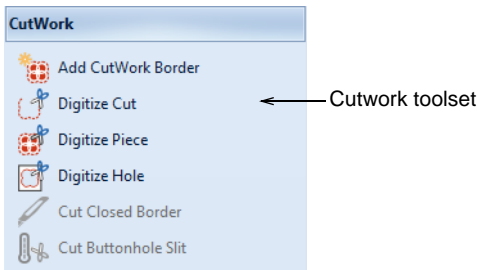 CutWork
Add CutWork Border
Digitize Cut
Cutwork toolset
Digitize Piece
Digitize Hole
Cut Closed Border
Cut Buttonhole Slit